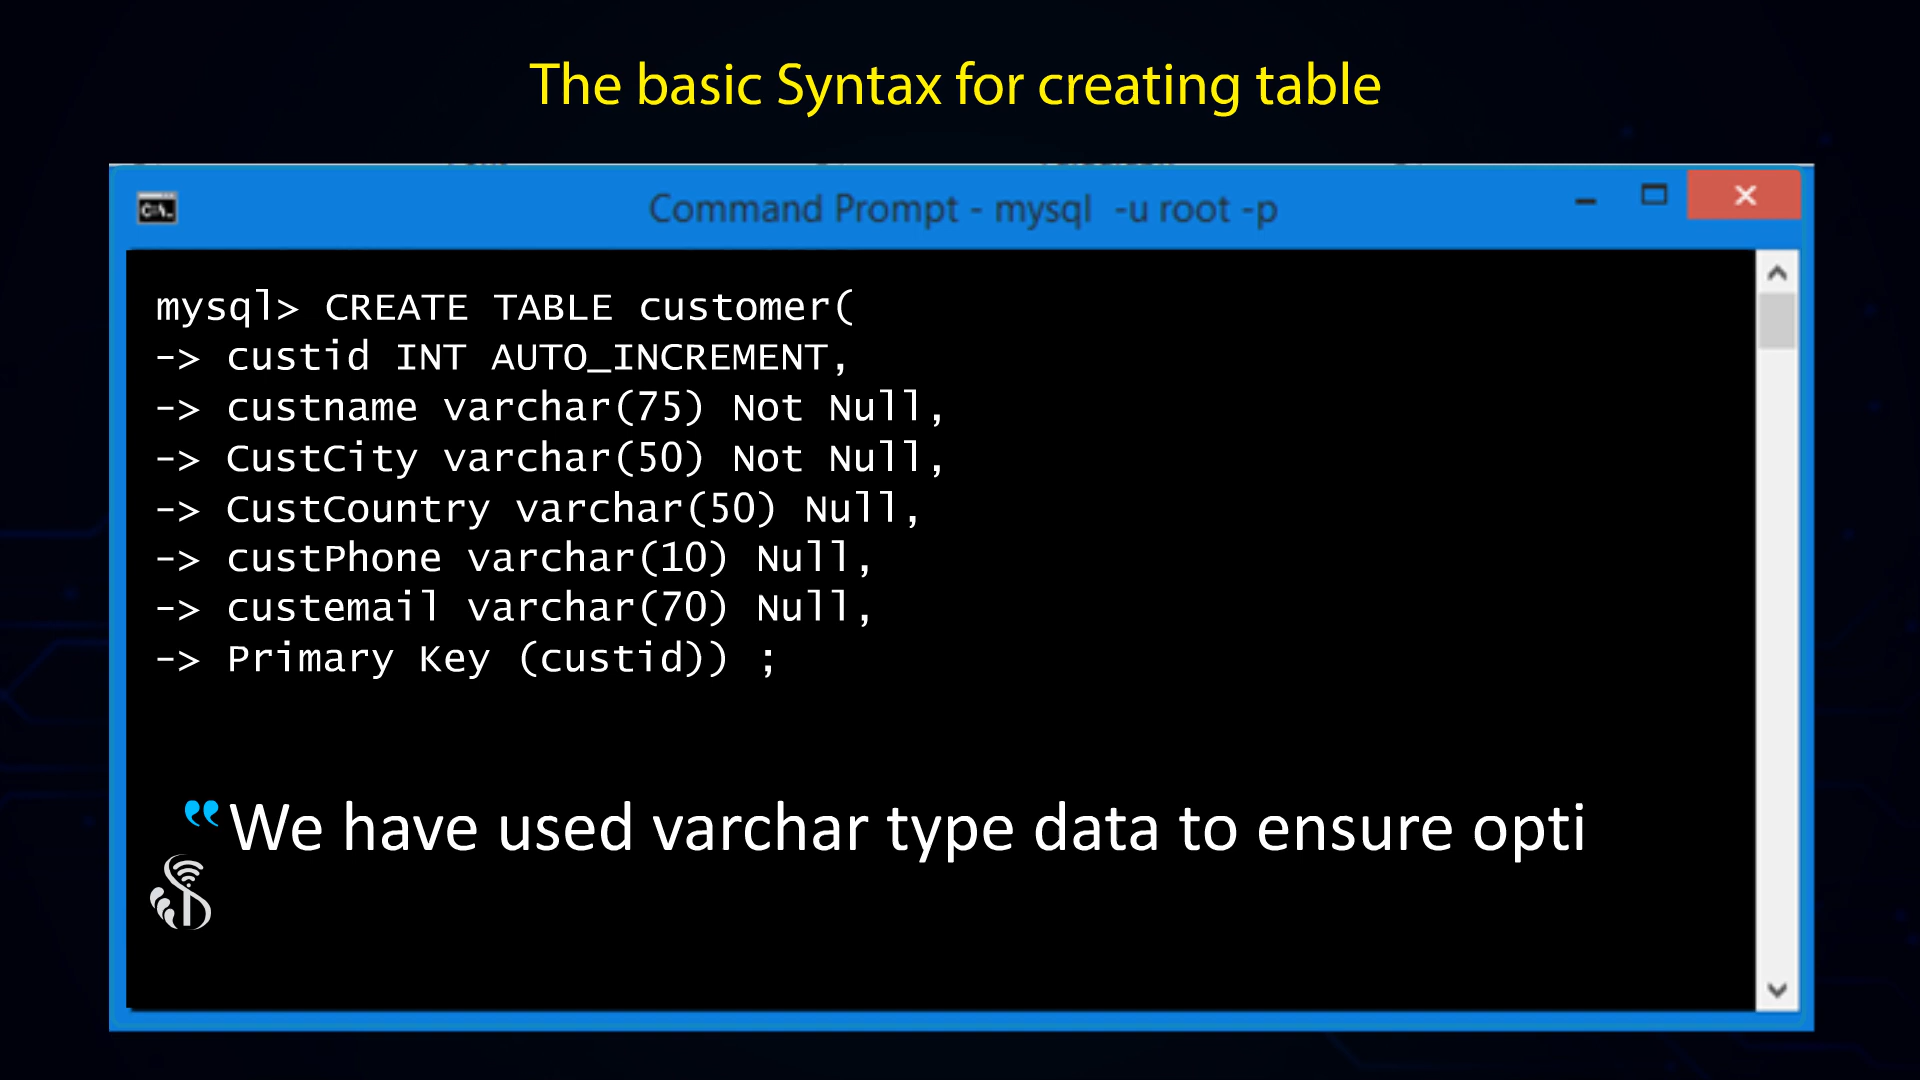 The basic Syntax for creating table
Command Prompt - mysql -u root -p
mysql> CREATE TABLE customer(
-> custid INT AUTO_INCREMENT,
-> custname varchar(75) Not Null,
-> CustCity varchar(50) Not Null,
-> CustCountry varchar(50) Null,
-> custPhone varchar(10) Null,
-> custemail varchar(70) Null,
-> Primary Key (custid)) ;
❜❜We have used varchar type data to ensure opti